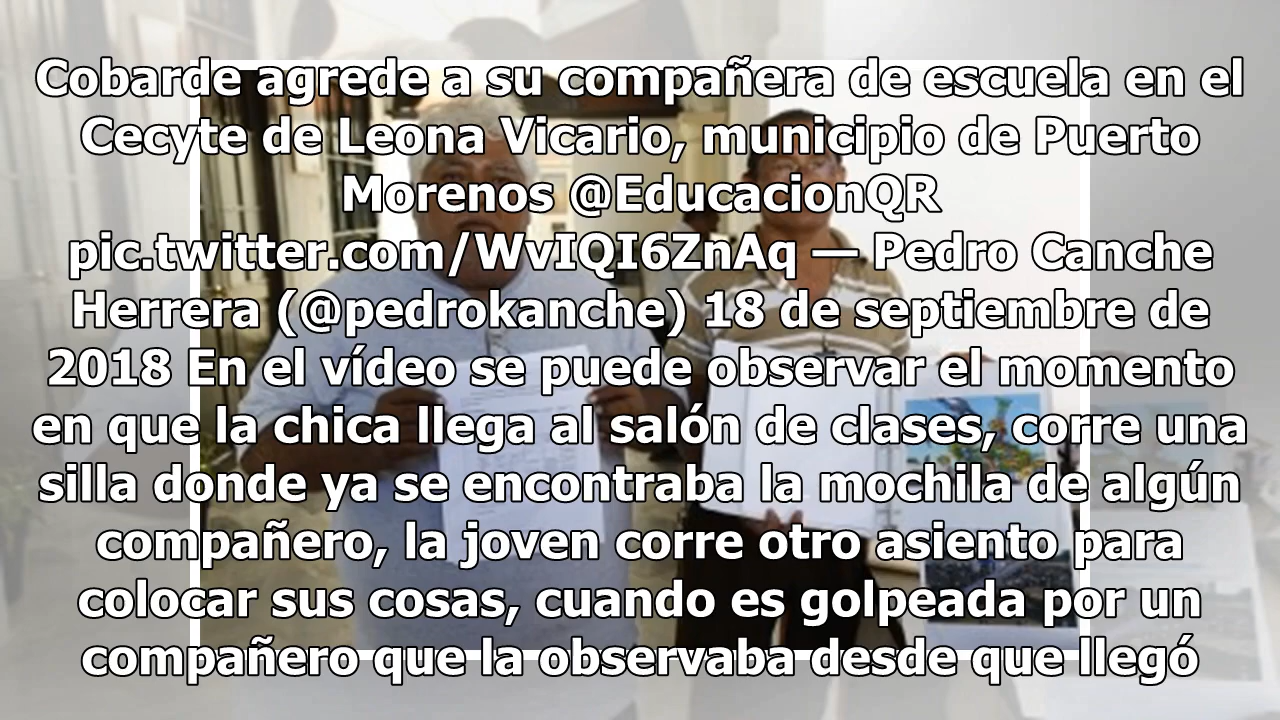 Cobarde agrede a su compañera de escuela en el
Cecyte de Leona Vicario, municipio de Puerto
Morenos @EducacionQR
pic.twitter.com/WvIQI6ZnAq — Pedro Canche
Herrera (@pedrokanche) 18 de septiembre de
2018 En el vídeo se puede observar el momento
en que la chica llega al salón de clases, corre una
silla donde ya se encontraba la mochila de algún
compañero, la joven corre otro asiento para
colocar sus cosas, cuando es golpeada por un
compañero que la observaba desde que llegó